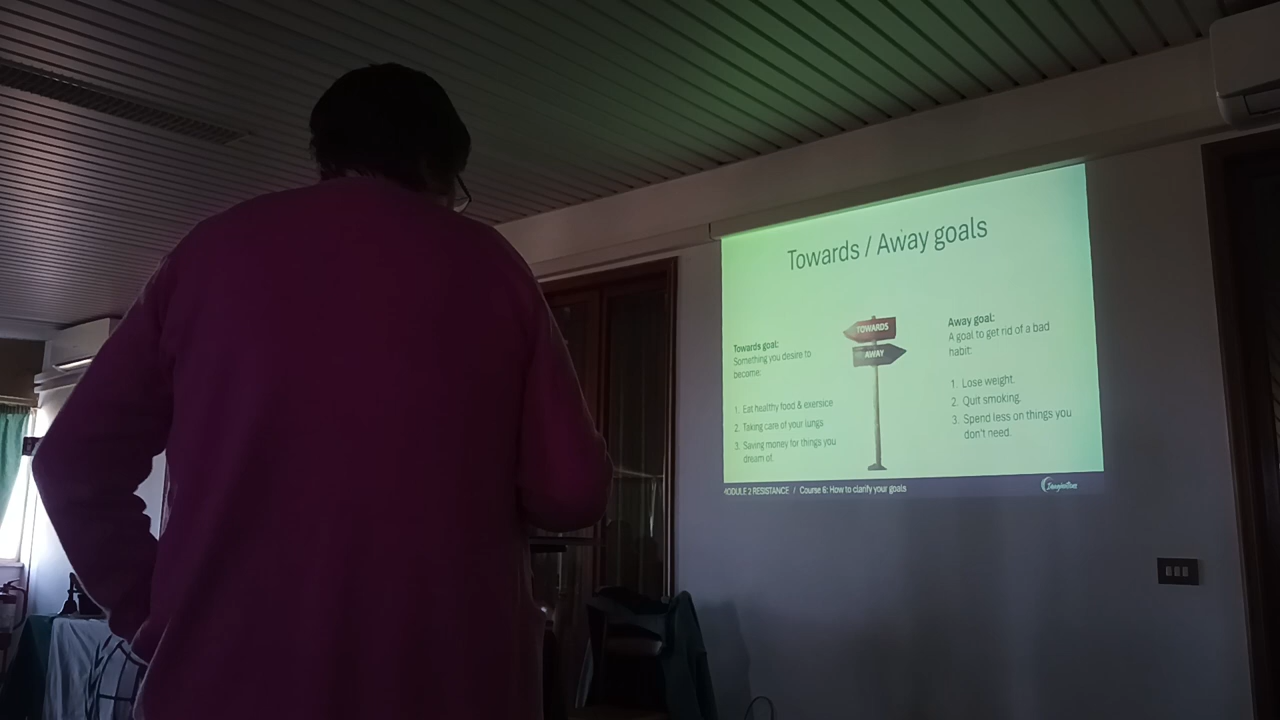 Towards / Away goals
Towards goal:
Something you desire to
become:
1. Eat healthy food & exersice
2. Taking care of your lungs
3. Saving money for things you
dream of.
TOWARDS
AWAY
Away goal:
A goal to get rid of a bad
habit:
1. Lose weight.
2. Quit smoking.
3. Spend less on things you
don't need.
MODULE 2 RESISTANCE / Course 6: How to clarify your goals